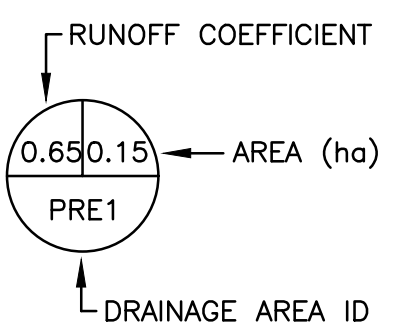 RUNOFF COEFFICIENT
0.65 0.15
AREA (ha)
PRE1
DRAINAGE AREA ID